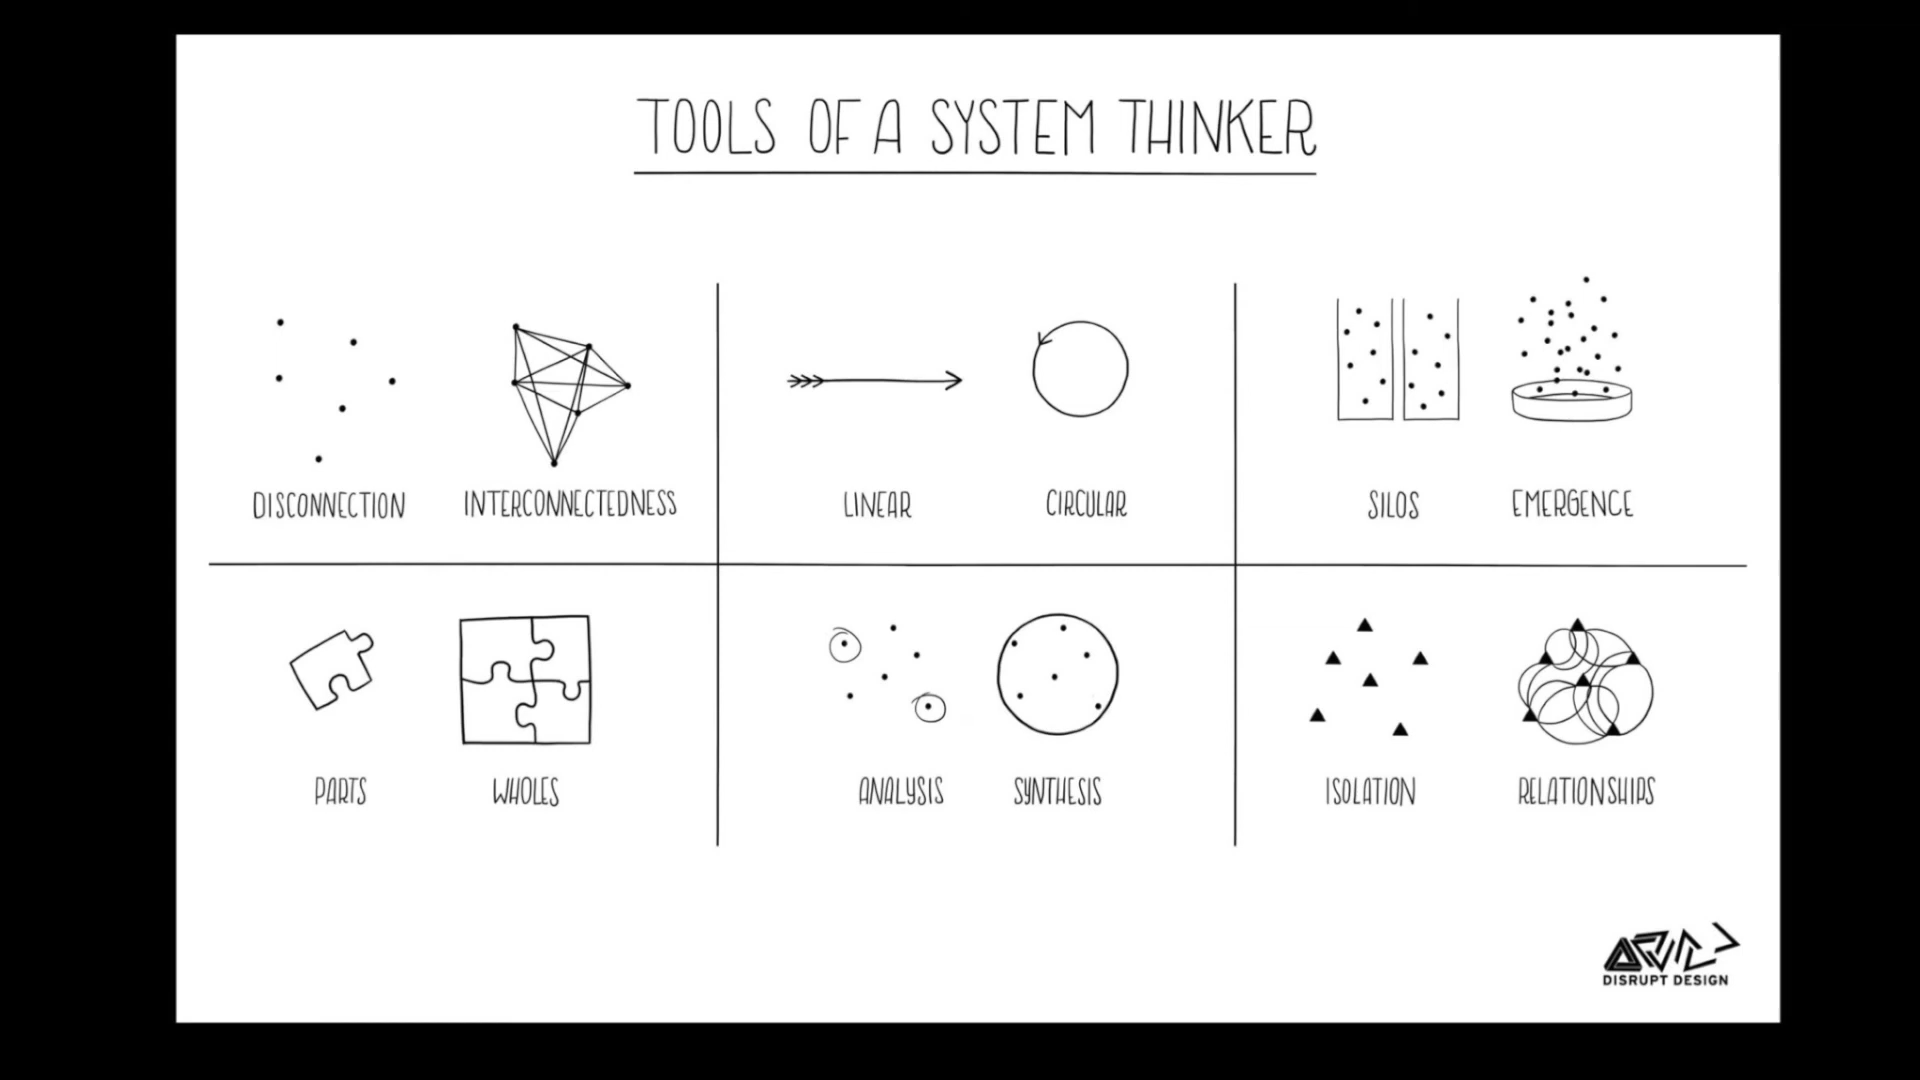 TOOLS OF A SYSTEM THINKER
DISCONNECTION INTERCONNECTEDNESS
LINEAR CIRCULAR
SILOS EMERGENCE
PARTS WHOLES
ANALYSIS SYNTHESIS
ISOLATION RELATIONSHIPS
DISRUPT DESIGN